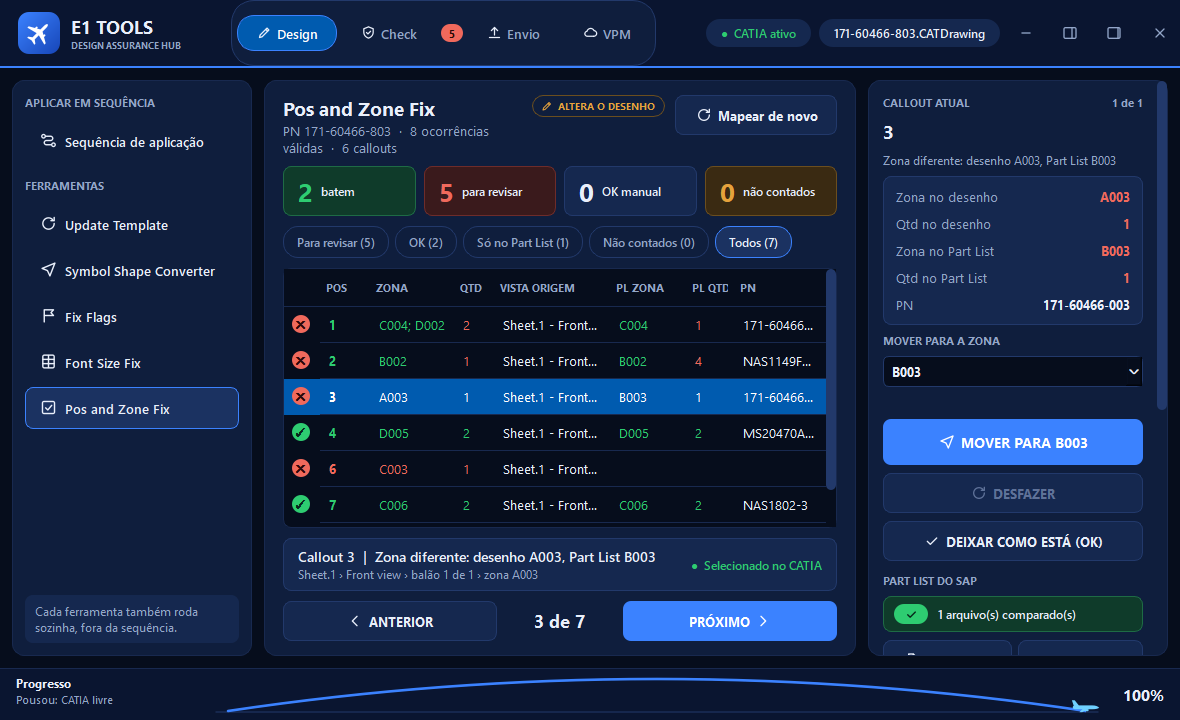 E1 TOOLS
DESIGN ASSURANCE HUB
Design
Check
5
Envio
VPM
CATIA ativo
171-60466-803.CATDrawing
APLICAR EM SEQUÊNCIA
Sequência de aplicação
FERRAMENTAS
Update Template
Symbol Shape Converter
Fix Flags
Font Size Fix
Pos and Zone Fix
Cada ferramenta também roda
sozinha, fora da sequência.
Pos and Zone Fix
ALTERA O DESENHO
Mapear de novo
PN 171-60466-803 · 8 ocorrências
válidas · 6 callouts
2 batem
5 para revisar
0 OK manual
0 não contados
Para revisar (5)
OK (2)
Só no Part List (1)
Não contados (0)
Todos (7)
POS ZONA QTD VISTA ORIGEM PL ZONA PL QTD PN
1 C004; D002 2 Sheet.1 - Front... C004 1 171-60466...
2 B002 1 Sheet.1 - Front... B002 4 NAS1149F...
3 A003 1 Sheet.1 - Front... B003 1 171-60466...
4 D005 2 Sheet.1 - Front... D005 2 MS20470A...
6 C003 1 Sheet.1 - Front...
7 C006 2 Sheet.1 - Front... C006 2 NAS1802-3
Callout 3 | Zona diferente: desenho A003, Part List B003
Sheet.1 › Front view › balão 1 de 1 › zona A003
Selecionado no CATIA
ANTERIOR
3 de 7
PRÓXIMO
CALLOUT ATUAL
1 de 1
3
Zona diferente: desenho A003, Part List B003
Zona no desenho A003
Qtd no desenho 1
Zona no Part List B003
Qtd no Part List 1
PN 171-60466-003
MOVER PARA A ZONA
B003
MOVER PARA B003
DESFAZER
DEIXAR COMO ESTÁ (OK)
PART LIST DO SAP
1 arquivo(s) comparado(s)
Progresso
Pousou: CATIA livre
100%